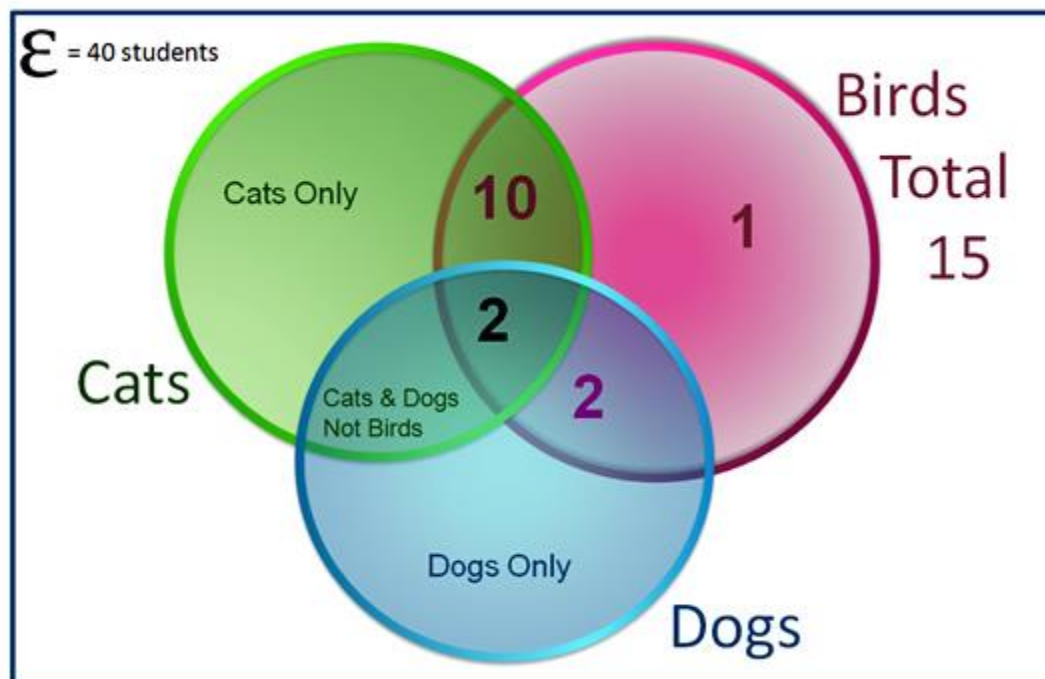 ε = 40 students
Birds
Total
15
Cats Only
10
1
2
Cats
Cats & Dogs
Not Birds
2
Dogs Only
Dogs